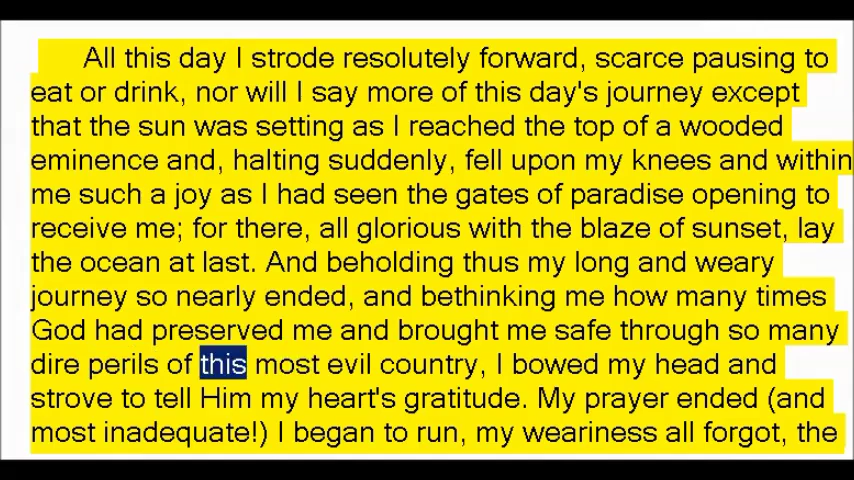 All this day I strode resolutely forward, scarce pausing to
eat or drink, nor will I say more of this day's journey except
that the sun was setting as I reached the top of a wooded
eminence and, halting suddenly, fell upon my knees and within
me such a joy as I had seen the gates of paradise opening to
receive me; for there, all glorious with the blaze of sunset, lay
the ocean at last. And beholding thus my long and weary
journey so nearly ended, and bethinking me how many times
God had preserved me and brought me safe through so many
dire perils of this most evil country, I bowed my head and
strove to tell Him my heart's gratitude. My prayer ended (and
most inadequate!) I began to run, my weariness all forgot, the